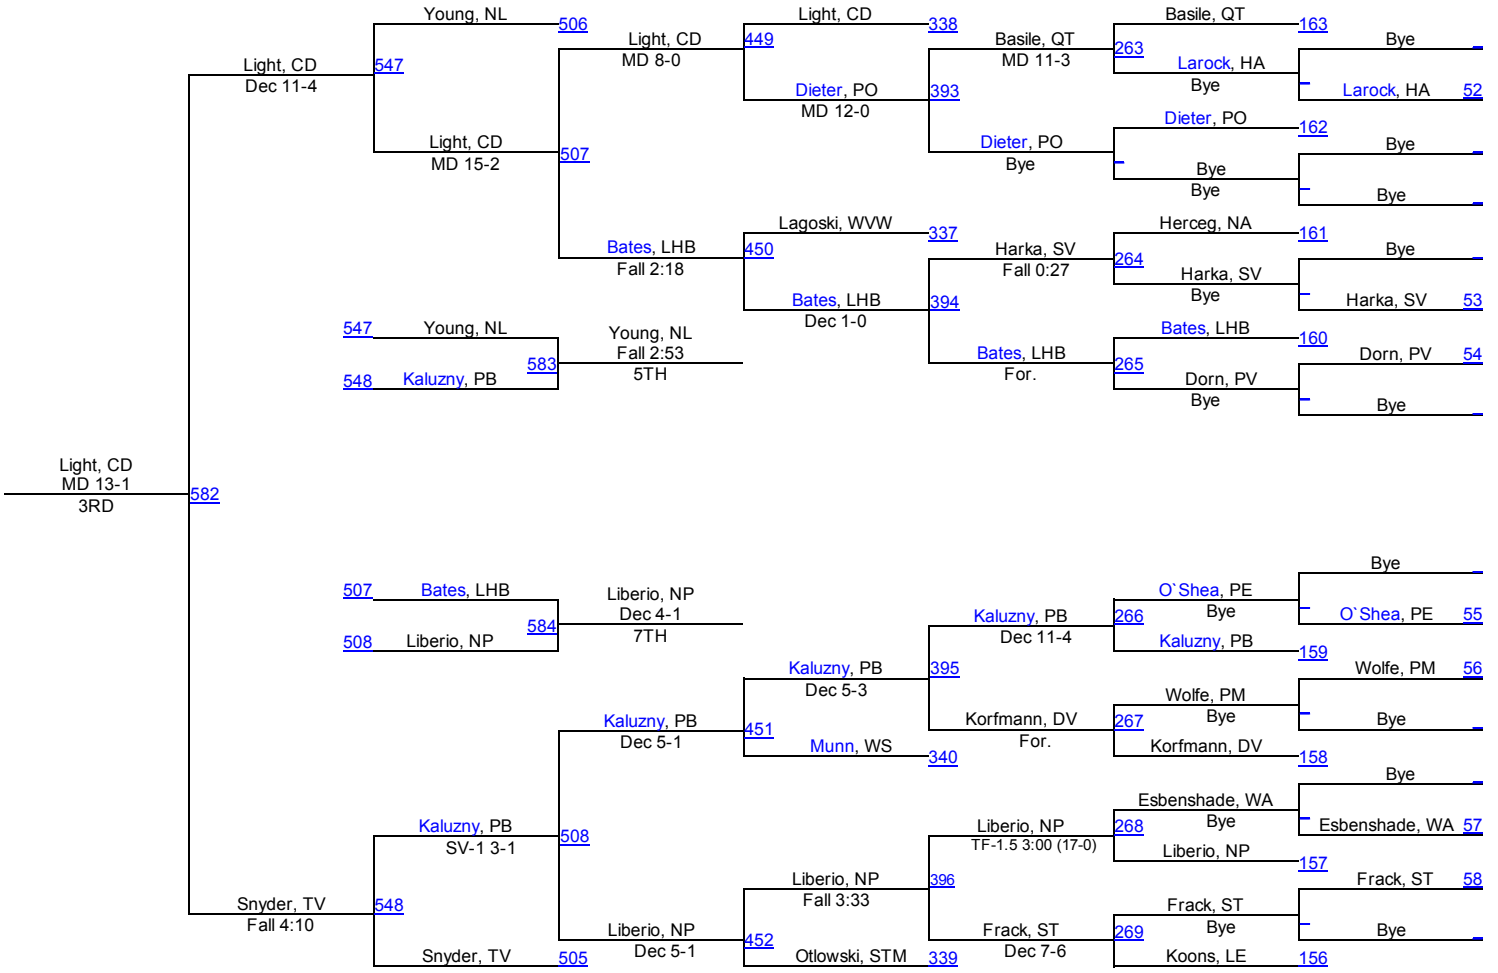 Young, NL
506
Light, CD
338
Basile, QT
163
Light, CD
MD 8-0
449
Basile, QT
MD 11-3
263
Bye
Light, CD
Dec 11-4
547
Larock, HA
Bye
Dieter, PO
MD 12-0
393
Larock, HA
52
Dieter, PO
162
Light, CD
MD 15-2
507
Dieter, PO
Bye
Bye
Bye
Bye
Bye
Lagoski, WVW
337
Herceg, NA
161
Bates, LHB
Fall 2:18
450
Harka, SV
Fall 0:27
264
Bye
Harka, SV
Bye
Bates, LHB
Dec 1-0
394
Harka, SV
53
547
Young, NL
Young, NL
Fall 2:53
5TH
583
548
Kaluzny, PB
Bates, LHB
160
Bates, LHB
For.
265
Dorn, PV
54
Dorn, PV
Bye
Bye
Light, CD
MD 13-1
3RD
582
507
Bates, LHB
Liberio, NP
Dec 4-1
7TH
584
508
Liberio, NP
Bye
O`Shea, PE
Bye
Kaluzny, PB
Dec 11-4
266
O`Shea, PE
55
Kaluzny, PB
159
Kaluzny, PB
Dec 5-3
395
Wolfe, PM
56
Wolfe, PM
Bye
Kaluzny, PB
Dec 5-1
451
Korfmann, DV
For.
267
Bye
Munn, WS
340
Korfmann, DV
158
Bye
Esbenshade, WA
Bye
Kaluzny, PB
SV-1 3-1
508
Liberio, NP
TF-1.5 3:00 (17-0)
268
Esbenshade, WA
57
Liberio, NP
157
Liberio, NP
Fall 3:33
396
Frack, ST
58
Snyder, TV
Fall 4:10
548
Frack, ST
Bye
Liberio, NP
Dec 5-1
452
Frack, ST
Dec 7-6
269
Bye
Snyder, TV
505
Otlowski, STM
339
Koons, LE
156